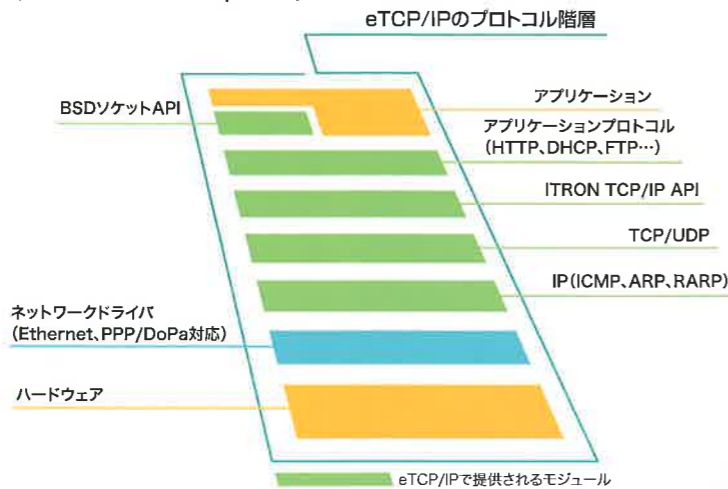 eTCP/IPのプロトコル階層
BSDソケットAPI
アプリケーション
アプリケーションプロトコル
(HTTP、DHCP、FTP…)
ITRON TCP/IP API
TCP/UDP
IP(ICMP、ARP、RARP)
ネットワークドライバ
(Ethernet、PPP/DoPa対応)
ハードウェア
eTCP/IPで提供されるモジュール